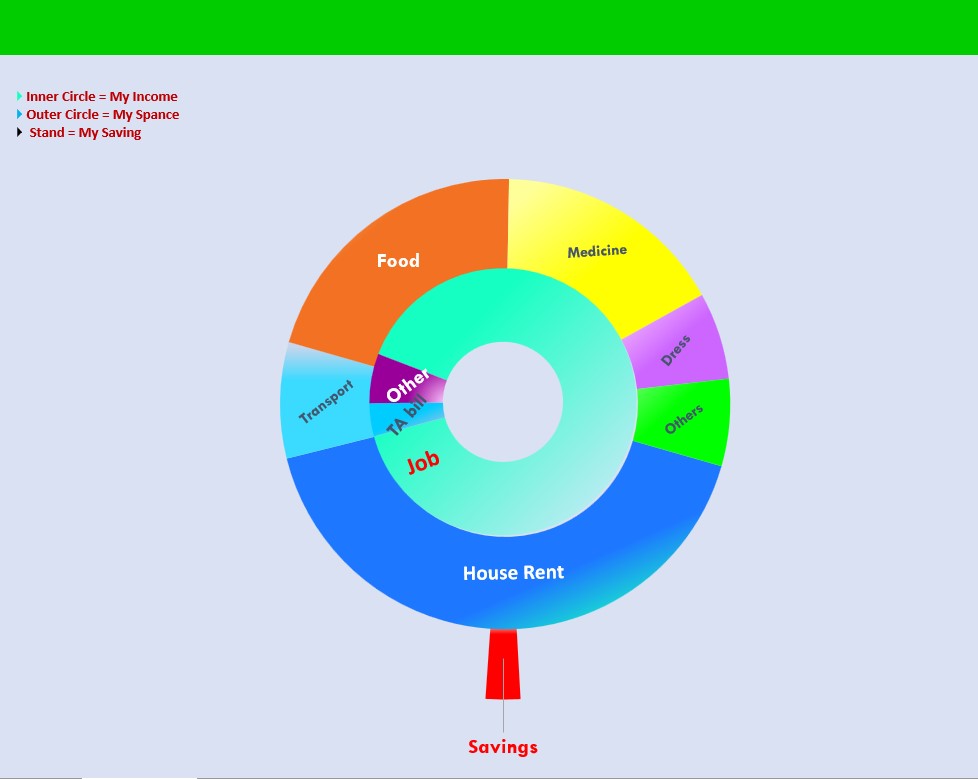 Inner Circle = My Income
Outer Circle = My Spance
Stand = My Saving
Food
Medicine
Dress
Transport
Other
TA bill
Others
Job
House Rent
Savings